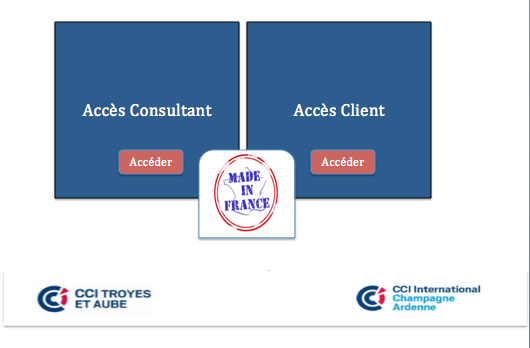 Accès Consultant
Accès Client
Accéder
Accéder
MADE
IN
FRANCE
CCI TROYES
ET AUBE
CCI International
Champagne
Ardenne